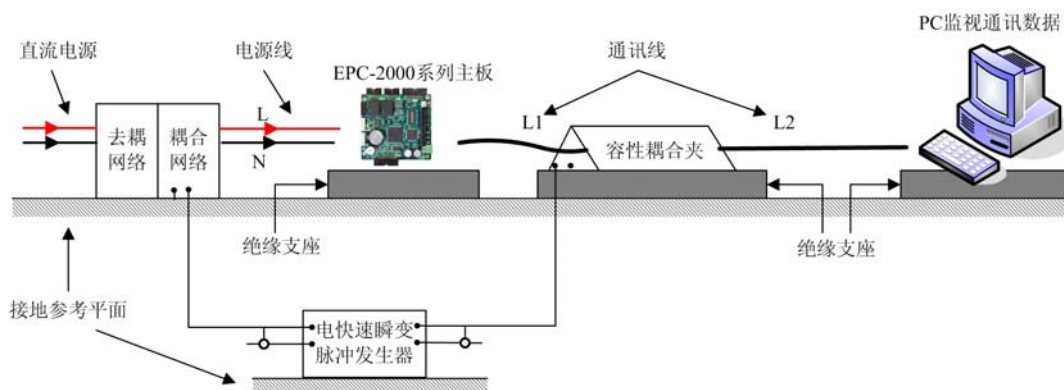 直流电源
电源线
EPC-2000系列主板
通讯线
PC监视通讯数据
L
N
L1
L2
去耦
网络
耦合
网络
容性耦合夹
绝缘支座
绝缘支座
接地参考平面
电快速瞬变
脉冲发生器